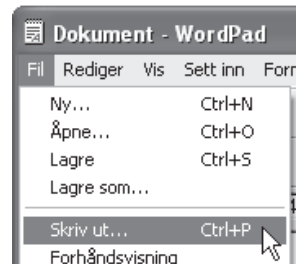 Dokument - WordPad
Fil Rediger Vis Sett inn
Ny... Ctrl+N
Åpne... Ctrl+O
Lagre Ctrl+S
Lagre som...
Skriv ut... Ctrl+P
Forhåndsvisning